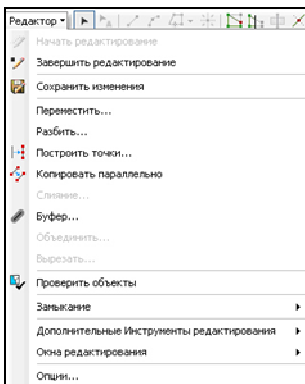 Редактор
Начать редактирование
Завершить редактирование
Сохранить изменения
Переместить...
Разбить...
Построить точки...
Копировать параллельно
Слияние...
Буфер...
Объединить...
Вырезать...
Проверить объекты
Замыкание
Дополнительные Инструменты редактирования
Окна редактирования
Опции...